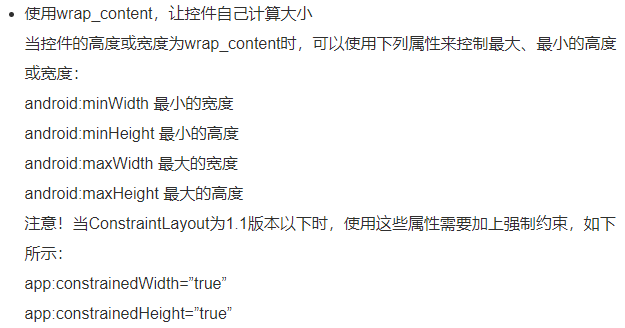 使用wrap_content，让控件自己计算大小
当控件的高度或宽度为wrap_content时，可以使用下列属性来控制最大、最小的高度
或宽度：
android:minWidth 最小的宽度
android:minHeight 最小的高度
android:maxWidth 最大的宽度
android:maxHeight 最大的高度
注意！当ConstraintLayout为1.1版本以下时，使用这些属性需要加上强制约束，如下
所示：
app:constrainedWidth=”true”
app:constrainedHeight=”true”